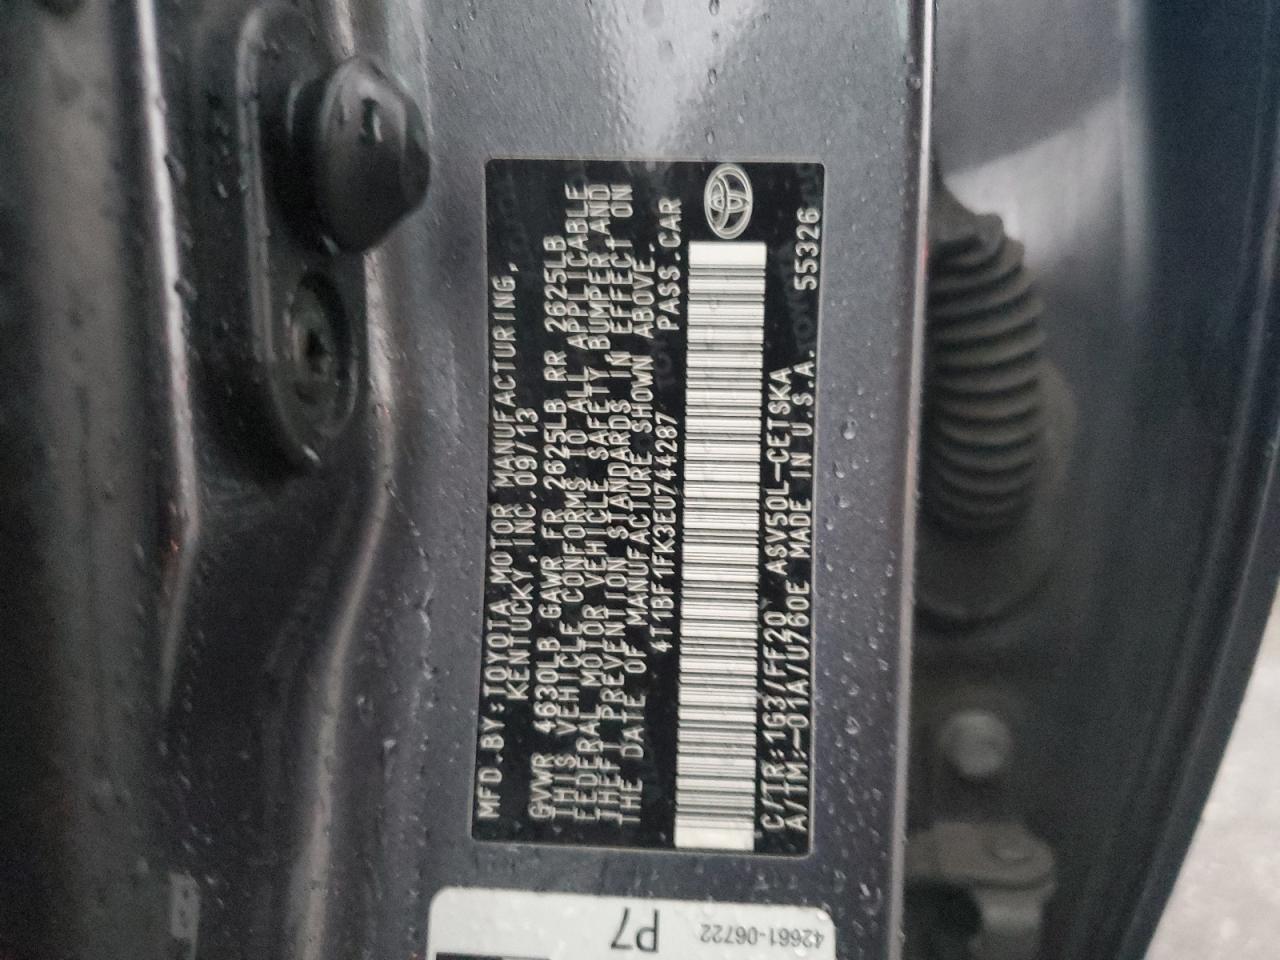 MFD.BY:TOYOTA MOTOR MANUFACTURING,
KENTUCKY, INC.09/13
GVWR 4630LB GAWR FR 2625LB RR 2625LB
THIS VEHICLE CONFORMS TO ALL APPLICABLE
FEDERAL MOTOR VEHICLE SAFETY,BUMPER,AND
THEFT PREVENTION STANDARDS IN EFFECT ON
THE DATE OF MANUFACTURE SHOWN ABOVE.
4T1BF1FK3EU744287 PASS.CAR
C/TR:1G3/FF20 ASV50L-CETSKA
A/TM:-01A/U760E MADE IN U.S.A. 55326
P7
42661-06722